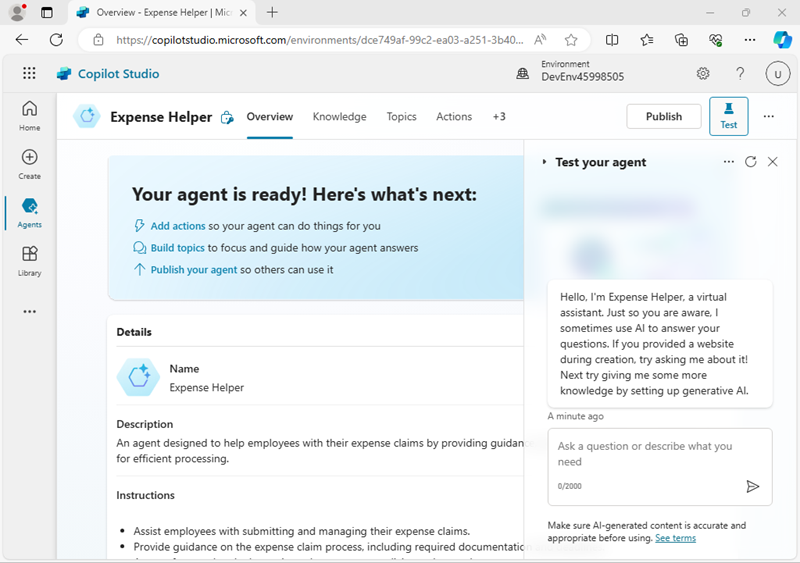 Overview - Expense Helper | Mic
https://copilotstudio.microsoft.com/environments/dce749af-99c2-ea03-a251-3b40...
Copilot Studio
Environment
DevEnv45998505
U
Home
Create
Agents
Library
Expense Helper
Overview
Knowledge
Topics
Actions
+3
Publish
Test
Your agent is ready! Here's what's next:
Add actions so your agent can do things for you
Build topics to focus and guide how your agent answers
Publish your agent so others can use it
Details
Name
Expense Helper
Description
An agent designed to help employees with their expense claims by providing guidan
for efficient processing.
Instructions
• Assist employees with submitting and managing their expense claims.
• Provide guidance on the expense claim process, including required documentation
Test your agent
Hello, I'm Expense Helper, a virtual
assistant. Just so you are aware, I
sometimes use AI to answer your
questions. If you provided a website
during creation, try asking me about it!
Next try giving me some more
knowledge by setting up generative AI.
A minute ago
Ask a question or describe what you
need
0/2000
Make sure AI-generated content is accurate and
appropriate before using. See terms